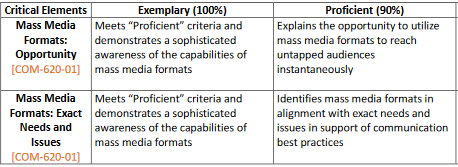 Critical Elements Exemplary (100%) Proficient (90%)
Mass Media Meets “Proficient” criteria and Explains the opportunity to utilize
Formats: demonstrates a sophisticated mass media formats to reach
Opportunity awareness of the capabilities of untapped audiences
[COM-620-01] mass media formats instantaneously
Mass Media Meets “Proficient” criteria and Identifies mass media formats in
Formats: Exact demonstrates a sophisticated alignment with exact needs and
Needs and awareness of the capabilities of issues in support of communication
Issues mass media formats best practices
[COM-620-01]